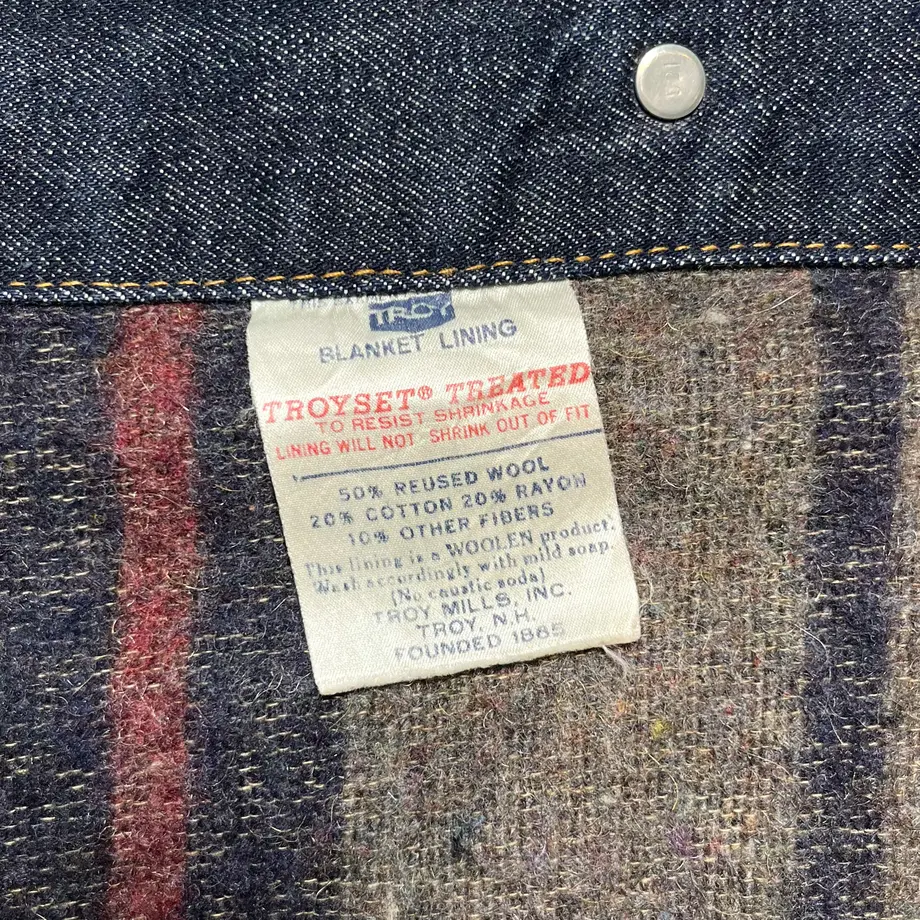 TROY
BLANKET LINING
TROYSET® TREATED
TO RESIST SHRINKAGE
LINING WILL NOT SHRINK OUT OF FIT
50% REUSED WOOL
20% COTTON 20% RAYON
10% OTHER FIBERS
This lining is a WOOLEN product.
Wash accordingly with mild soap.
(No caustic soda)
TROY MILLS, INC.
TROY, N.H.
FOUNDED 1865